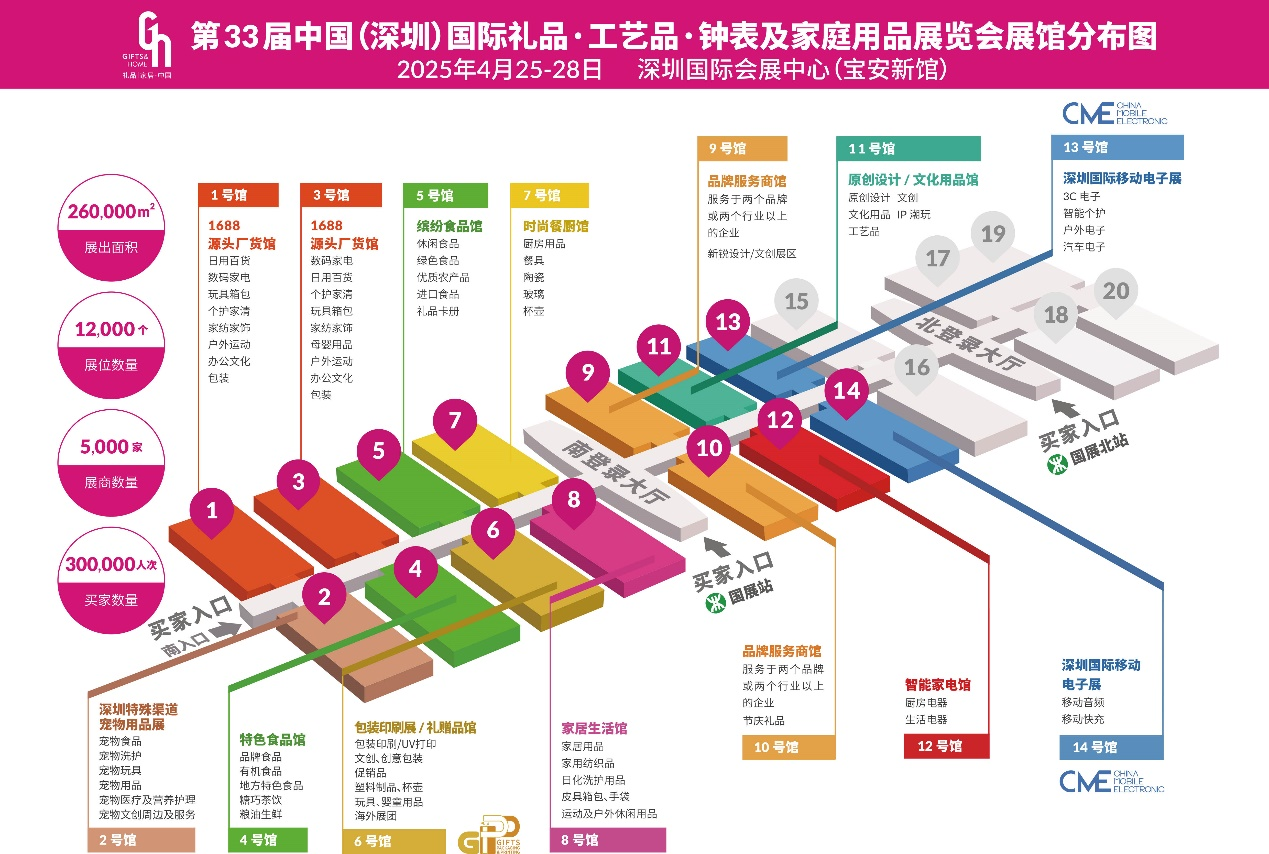 GIFTS&
HOME
礼品·家居·中国
第33届中国(深圳)国际礼品·工艺品·钟表及家庭用品展览会展馆分布图
2025年4月25-28日 深圳国际会展中心(宝安新馆)
260,000m²
展出面积
12,000个
展位数量
5,000家
展商数量
300,000人次
买家数量
1号馆
1688
源头厂货馆
日用百货
数码家电
玩具箱包
个护家清
家纺家饰
户外运动
办公文化
包装
3号馆
1688
源头厂货馆
数码家电
日用百货
个护家清
玩具箱包
家纺家饰
母婴用品
户外运动
办公文化
包装
5号馆
缤纷食品馆
休闲食品
绿色食品
优质农产品
进口食品
礼品卡册
7号馆
时尚餐厨馆
厨房用品
餐具
陶瓷
玻璃
杯壶
9号馆
品牌服务商馆
服务于两个品牌
或两个行业以上
的企业
新锐设计/文创展区
11号馆
原创设计/文化用品馆
原创设计 文创
文化用品 IP潮玩
工艺品
CME CHINA
MOBILE
ELECTRONIC
13号馆
深圳国际移动电子展
3C电子
智能个护
户外电子
汽车电子
1
3
5
7
9
11
13
15
17
19
2
4
6
8
10
12
14
16
18
20
南登录大厅
北登录大厅
买家入口
南入口
买家入口
国展站
买家入口
国展北站
深圳特殊渠道
宠物用品展
宠物食品
宠物洗护
宠物玩具
宠物用品
宠物医疗及营养护理
宠物文创周边及服务
2号馆
特色食品馆
品牌食品
有机食品
地方特色食品
糖巧茶饮
粮油生鲜
4号馆
包装印刷展/礼赠品馆
包装印刷/UV打印
文创、创意包装
促销品
塑料制品、杯壶
玩具、婴童用品
海外展团
6号馆
GIFTS
PACKAGING
& PRINTING
家居生活馆
家居用品
家用纺织品
日化洗护用品
皮具箱包、手袋
运动及户外休闲用品
8号馆
品牌服务商馆
服务于两个品牌
或两个行业以上
的企业
节庆礼品
10号馆
智能家电馆
厨房电器
生活电器
12号馆
深圳国际移动
电子展
移动音频
移动快充
14号馆
CME CHINA
MOBILE
ELECTRONIC